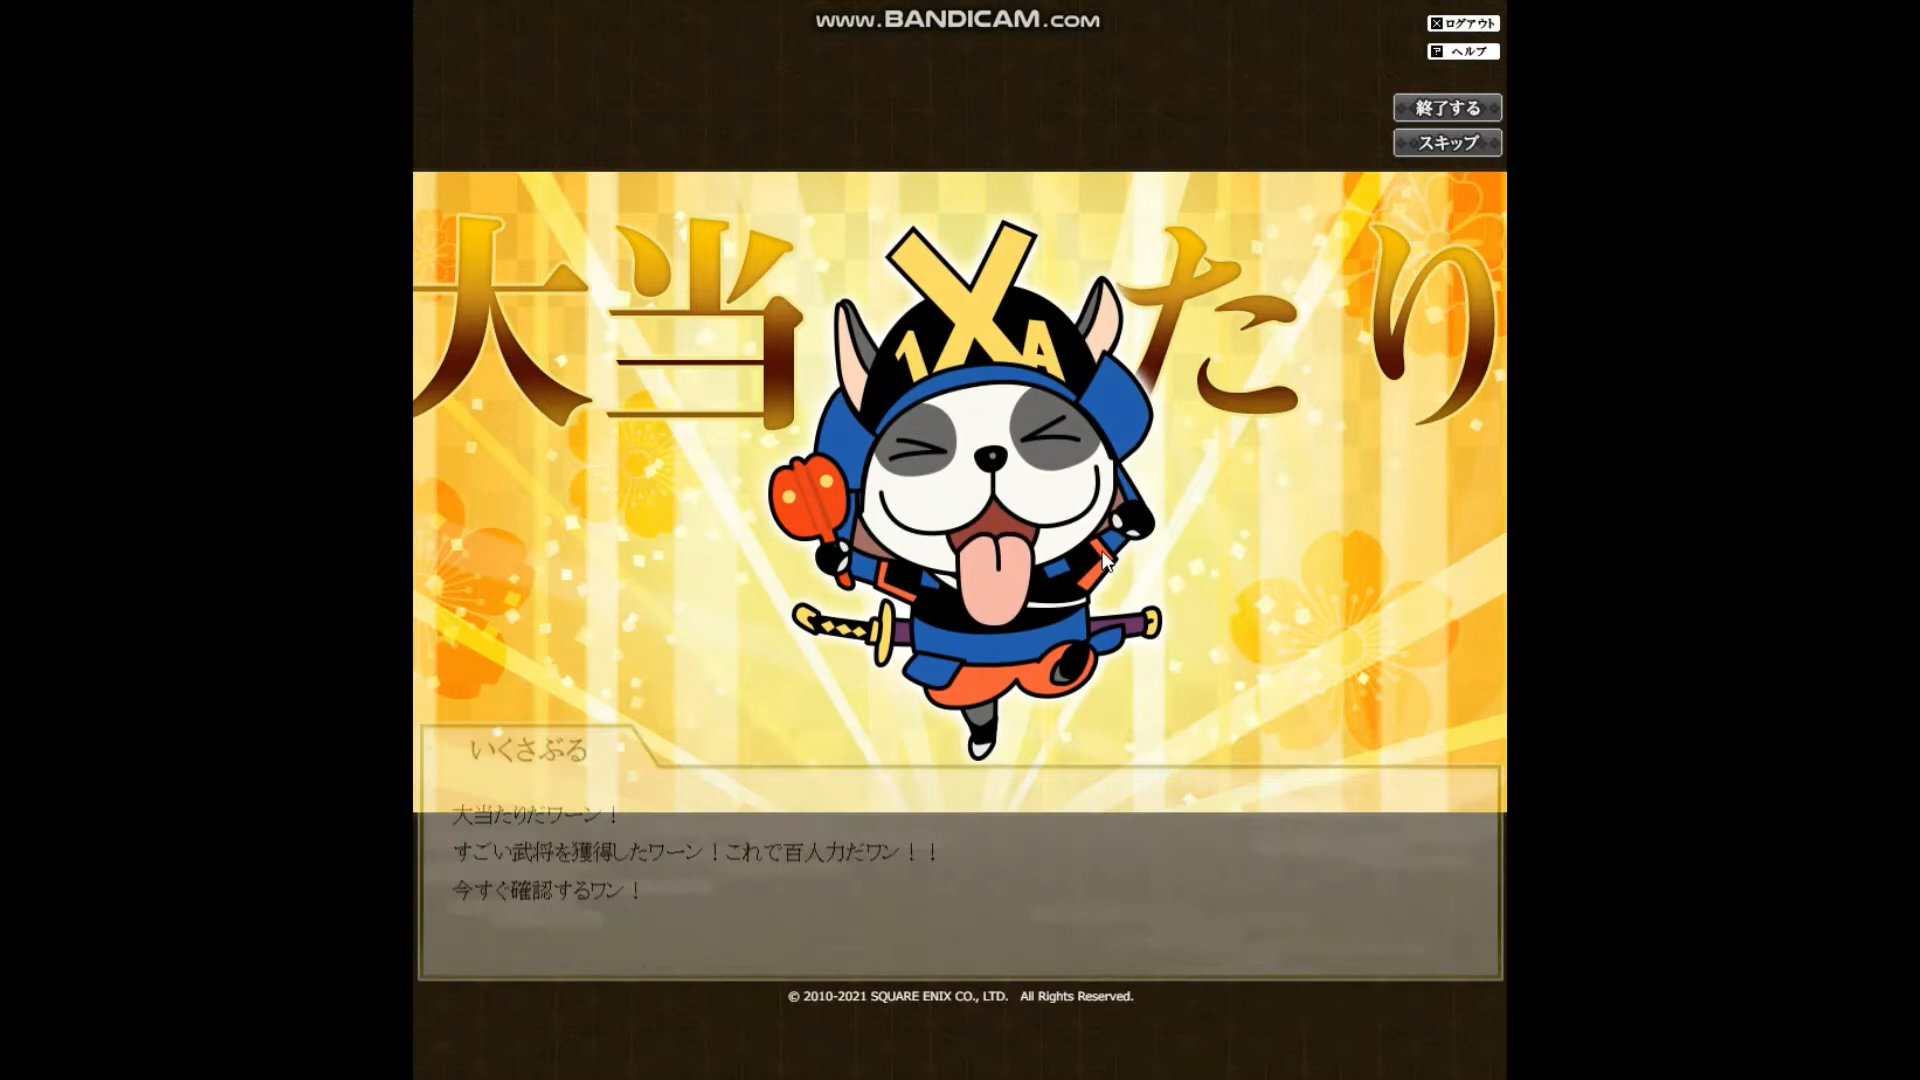 www.BANDICAM.com
ログアウト
ヘルプ
終了する
スキップ
大当たり
1XA
いくさぶる
大当たりだワーン！
すごい武将を獲得したワーン！これで百人力だワン！！
今すぐ確認するワン！
© 2010-2021 SQUARE ENIX CO., LTD. All Rights Reserved.